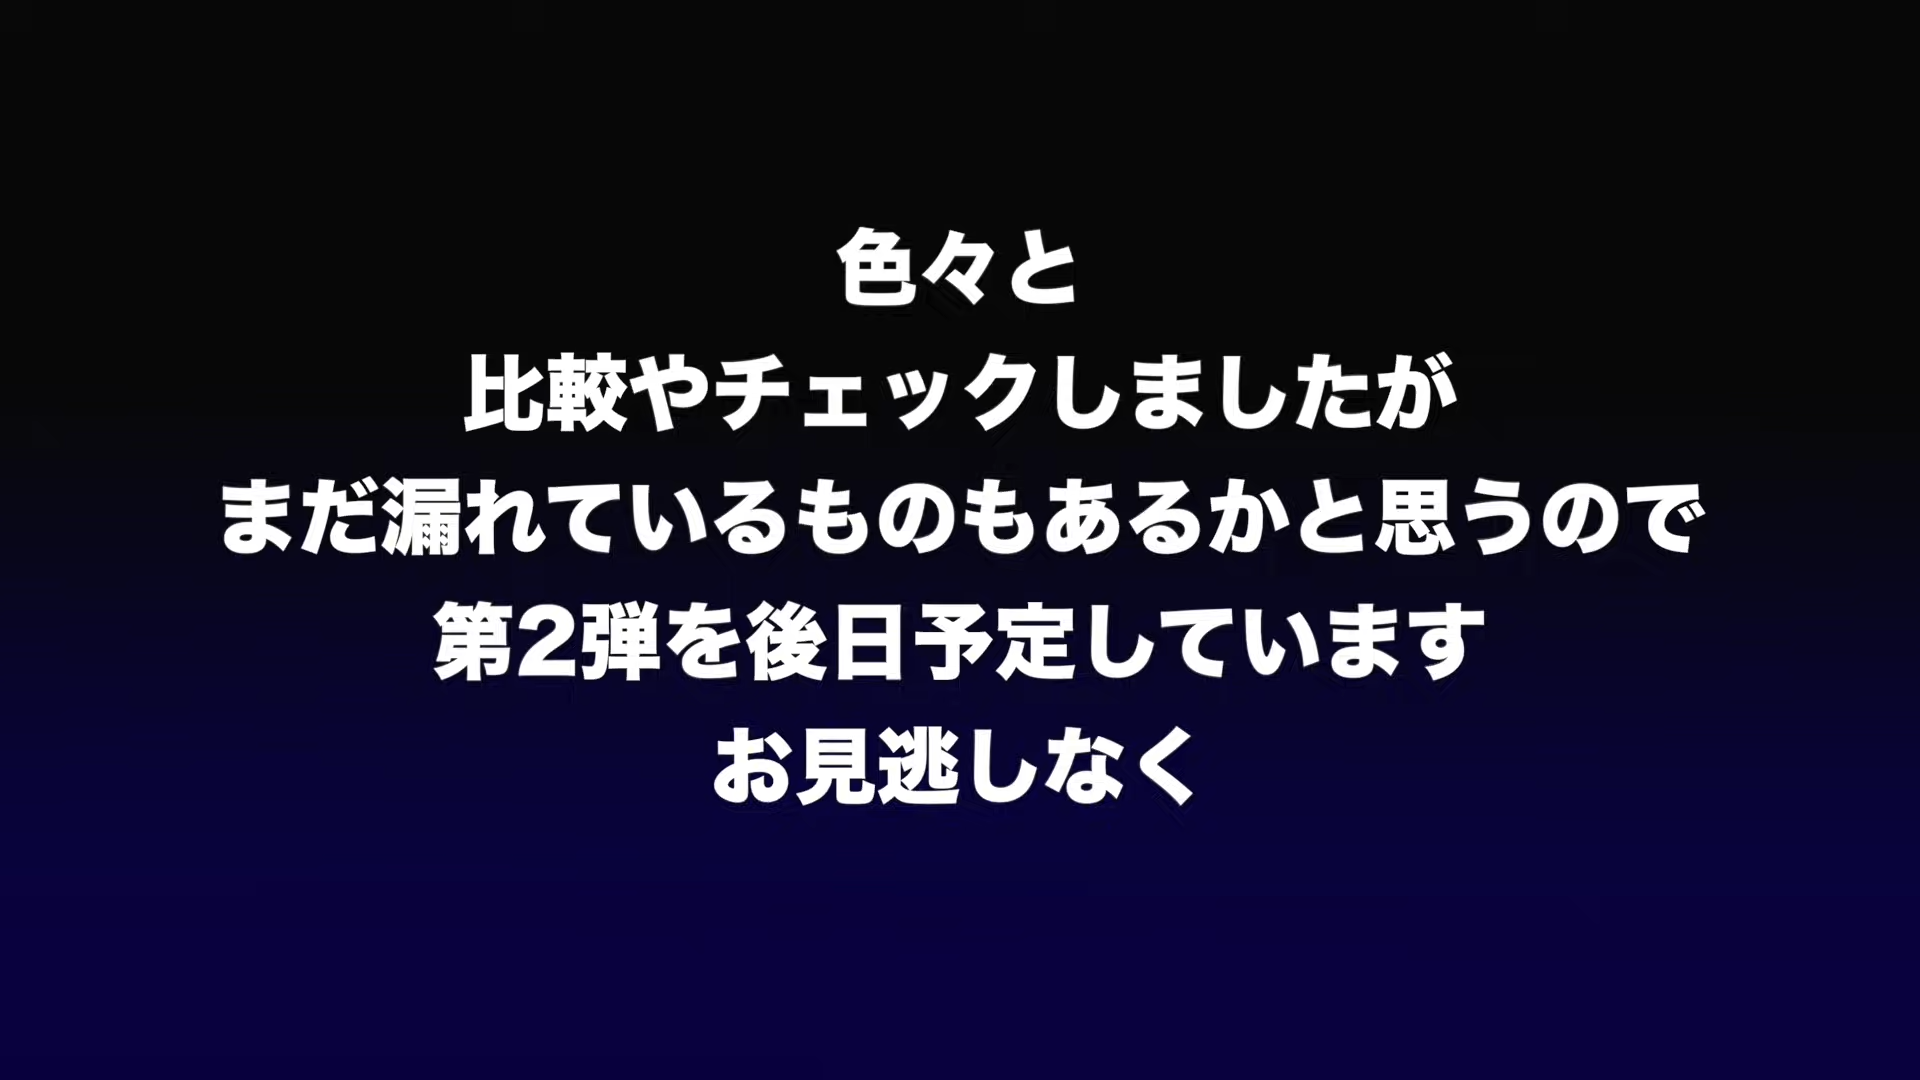 色々と
比較やチェックしましたが
まだ漏れているものもあるかと思うので
第2弾を後日予定しています
お見逃しなく